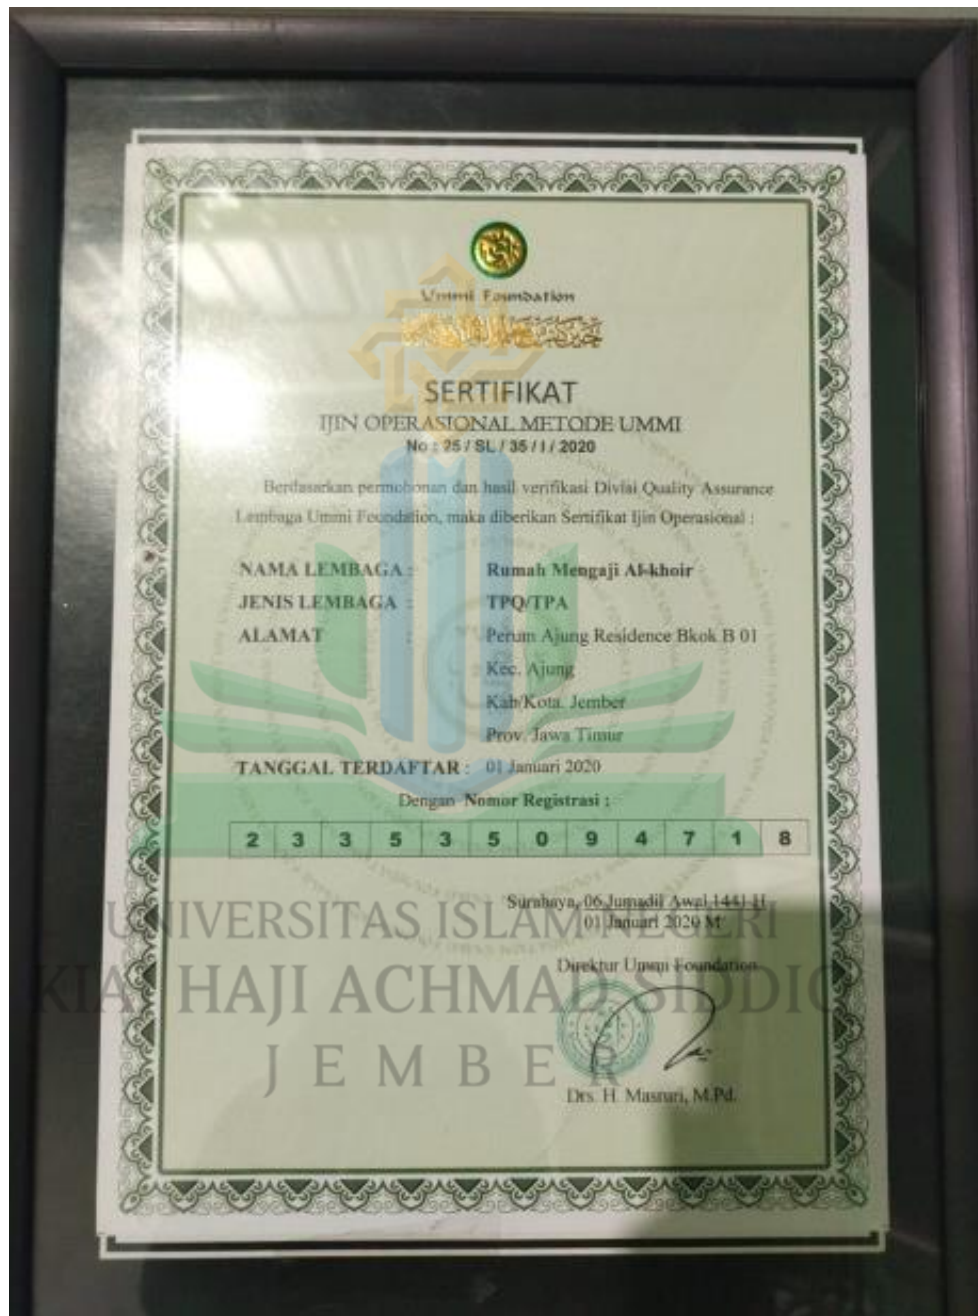 Ummi Foundation
SERTIFIKAT
IJIN OPERASIONAL METODE UMMI
No : 25 / SL / 35 / I / 2020
Berdasarkan permohonan dan hasil verifikasi Divisi Quality Assurance
Lembaga Ummi Foundation, maka diberikan Sertifikat Ijin Operasional :
NAMA LEMBAGA : Rumah Mengaji Al-khoir
JENIS LEMBAGA : TPQ/TPA
ALAMAT : Perum Ajung Residence Bkok B 01
Kec. Ajung
Kab/Kota. Jember
Prov. Jawa Timur
TANGGAL TERDAFTAR : 01 Januari 2020
Dengan Nomor Registrasi :
2 3 3 5 3 5 0 9 4 7 1 8
Surabaya, 06 Jumadil Awal 1441 H
01 Januari 2020 M
UNIVERSITAS ISLAM NEGERI
Direktur Ummi Foundation
KIAI HAJI ACHMAD SIDDIQ
JEMBER
Drs. H. Masruri, M.Pd.